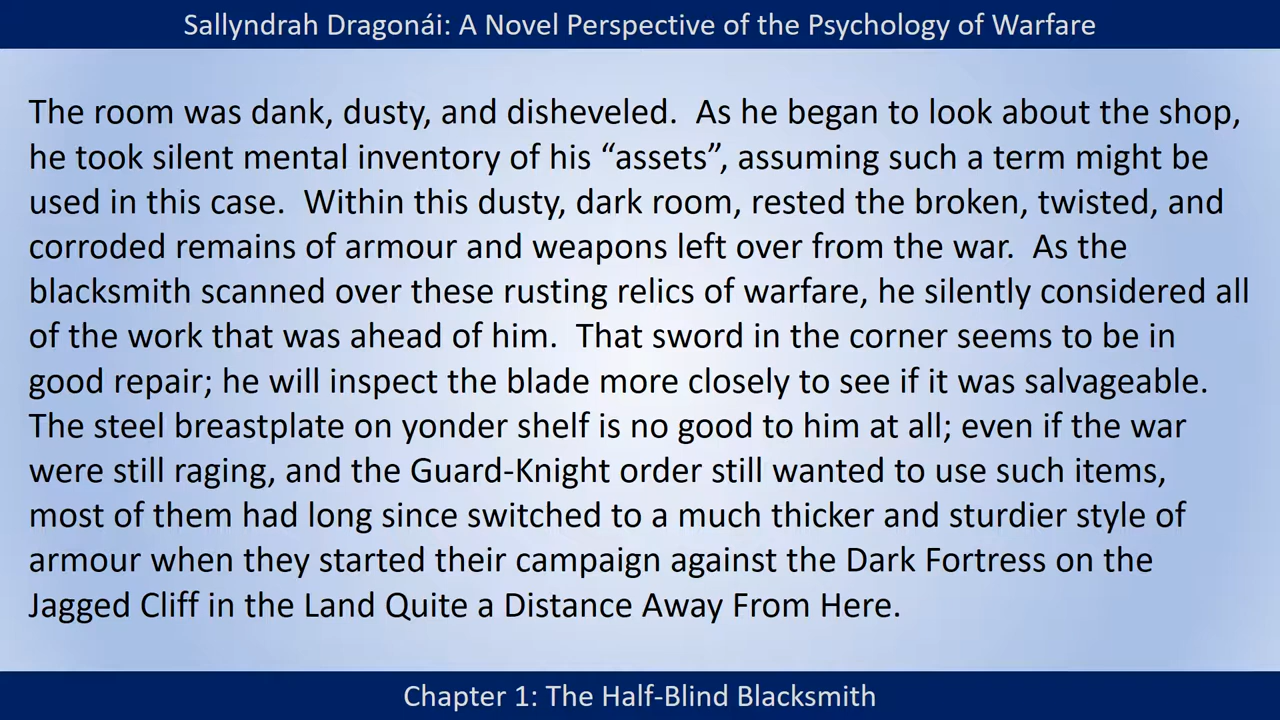 Sallyndrah Dragonái: A Novel Perspective of the Psychology of Warfare
The room was dank, dusty, and disheveled.  As he began to look about the shop,
he took silent mental inventory of his “assets”, assuming such a term might be
used in this case.  Within this dusty, dark room, rested the broken, twisted, and
corroded remains of armour and weapons left over from the war.  As the
blacksmith scanned over these rusting relics of warfare, he silently considered all
of the work that was ahead of him.  That sword in the corner seems to be in
good repair; he will inspect the blade more closely to see if it was salvageable.
The steel breastplate on yonder shelf is no good to him at all; even if the war
were still raging, and the Guard-Knight order still wanted to use such items,
most of them had long since switched to a much thicker and sturdier style of
armour when they started their campaign against the Dark Fortress on the
Jagged Cliff in the Land Quite a Distance Away From Here.
Chapter 1: The Half-Blind Blacksmith